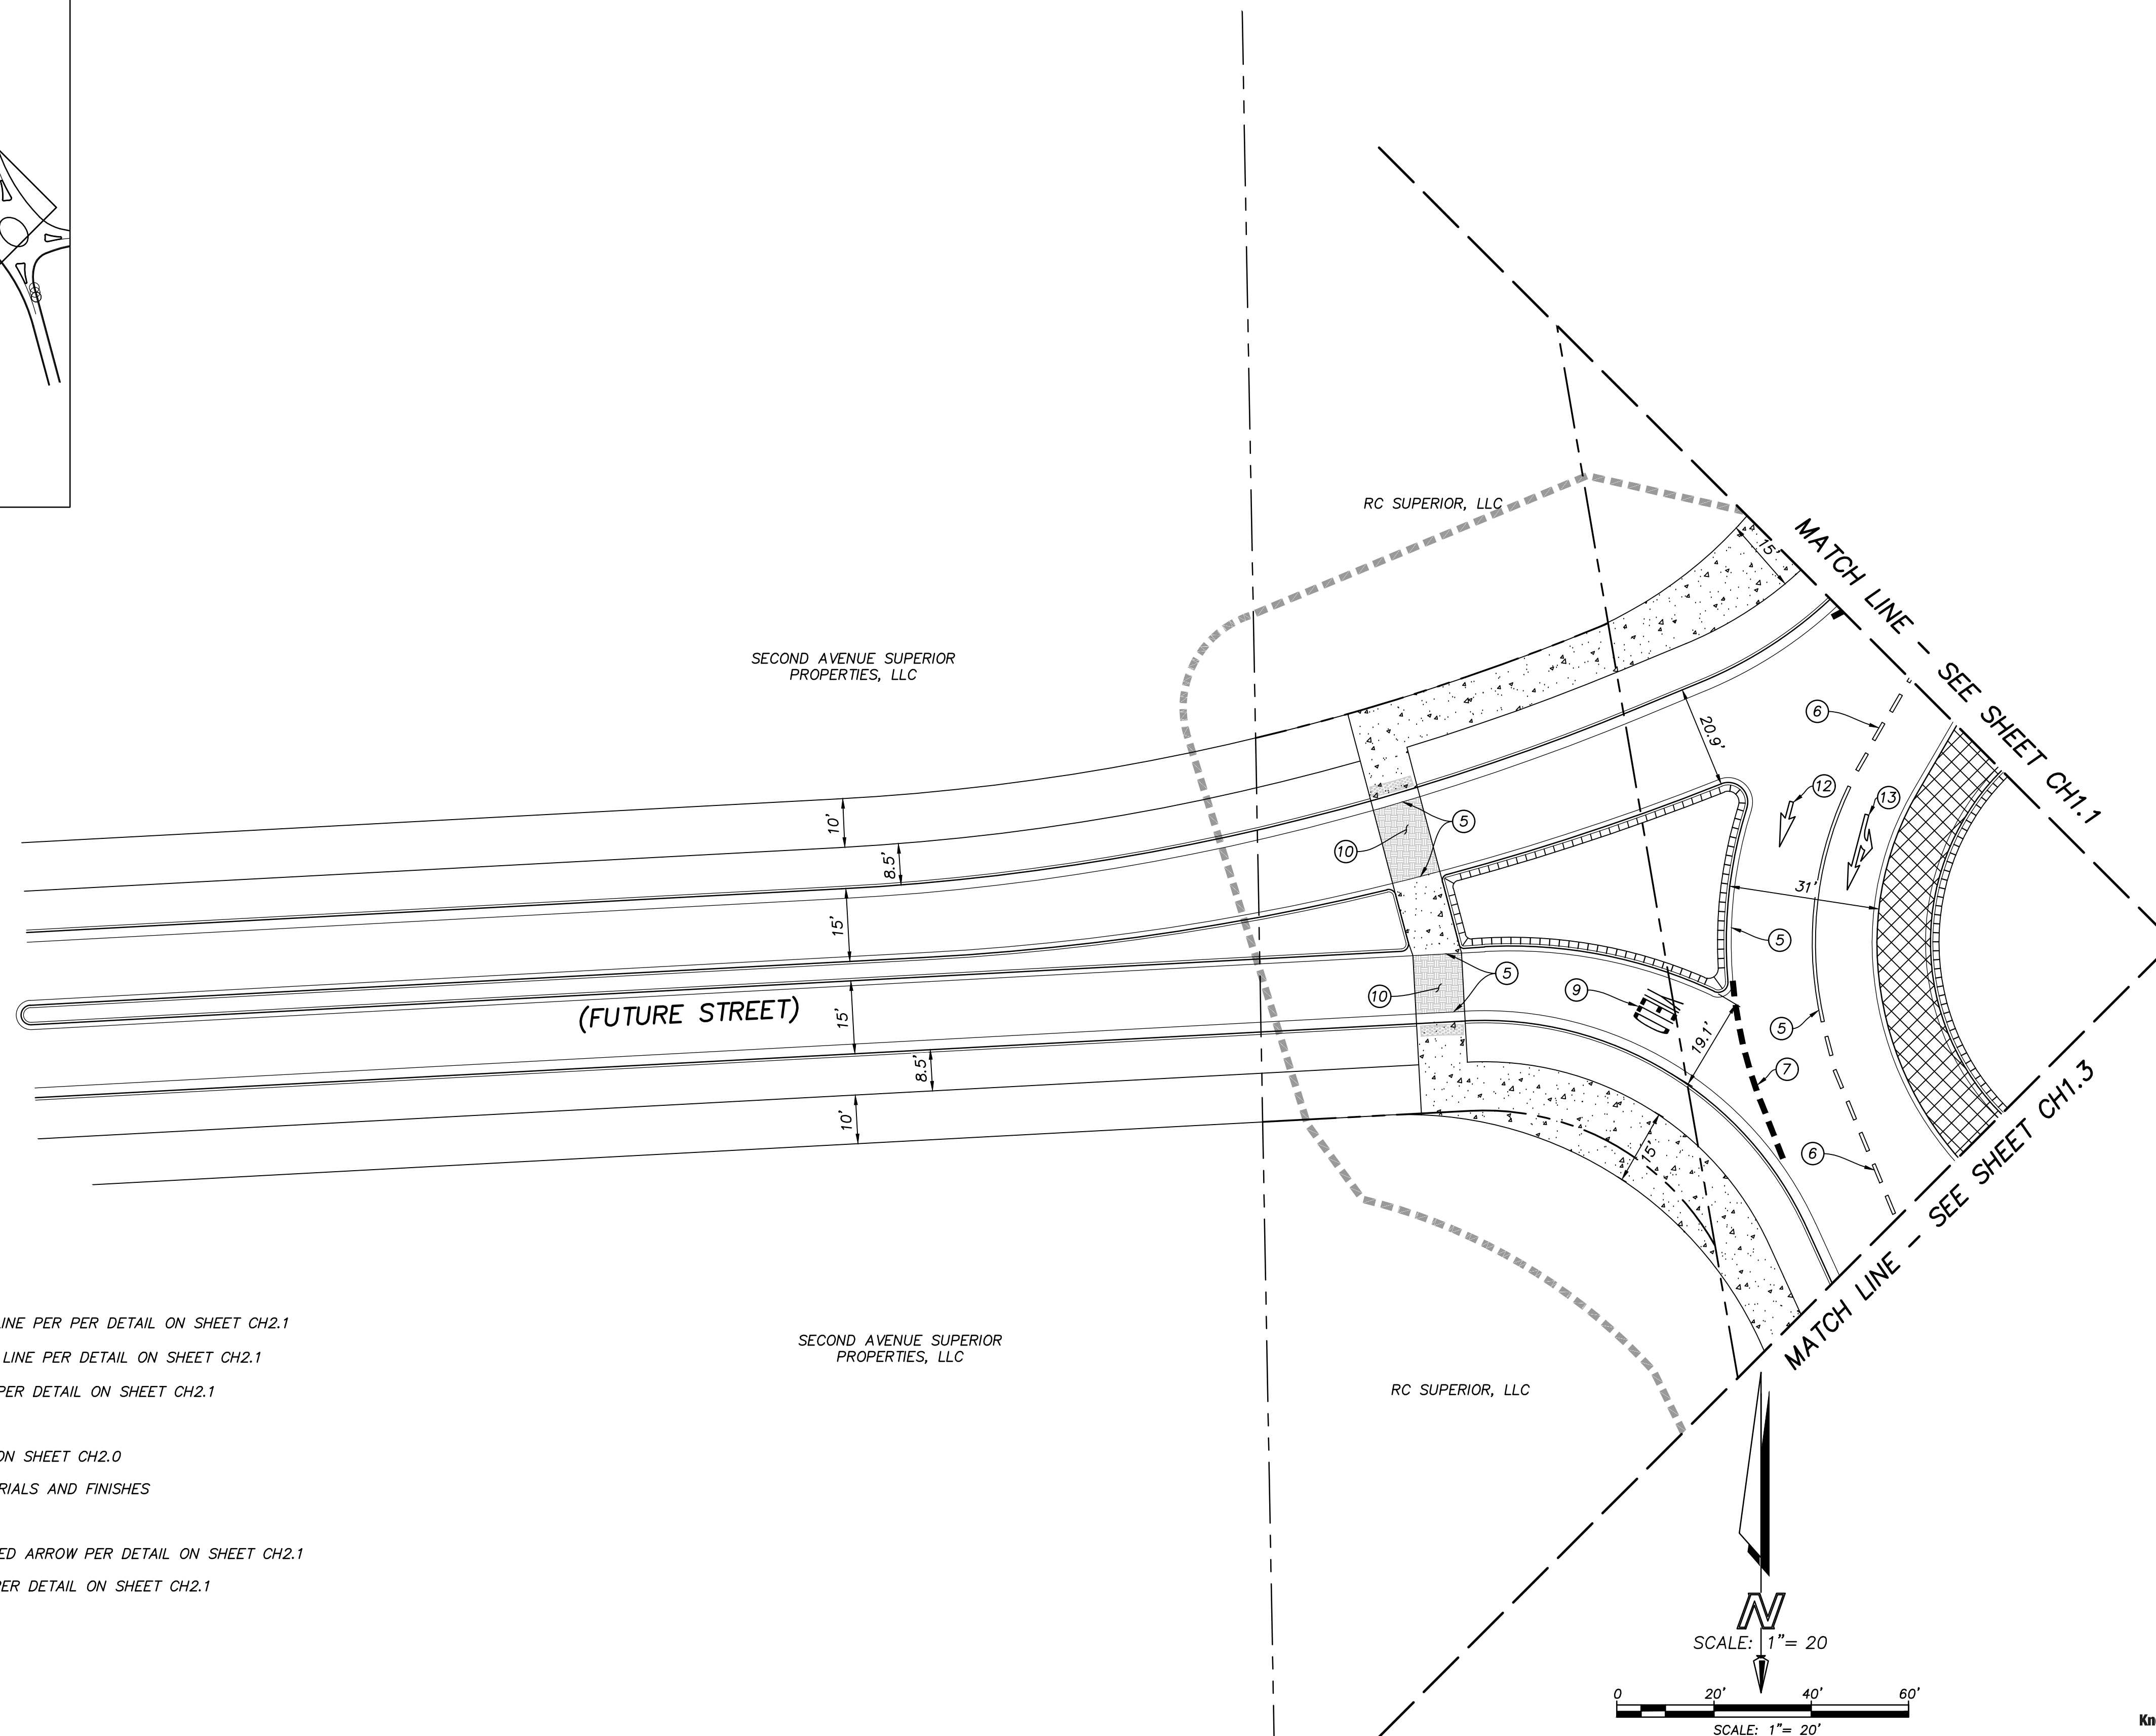 RC SUPERIOR, LLC
MATCH LINE - SEE SHEET CH1.1
15'
SECOND AVENUE SUPERIOR
PROPERTIES, LLC
6
20.9'
12
13
10'
5
8.5'
10
31'
15'
5
5
10
9
(FUTURE STREET)
15'
19.1'
5
7
8.5'
10'
15'
6
MATCH LINE - SEE SHEET CH1.3
LINE PER PER DETAIL ON SHEET CH2.1
LINE PER DETAIL ON SHEET CH2.1
PER DETAIL ON SHEET CH2.1
ON SHEET CH2.0
RIALS AND FINISHES
ED ARROW PER DETAIL ON SHEET CH2.1
PER DETAIL ON SHEET CH2.1
SECOND AVENUE SUPERIOR
PROPERTIES, LLC
RC SUPERIOR, LLC
N
SCALE: 1"= 20
0 20' 40' 60'
SCALE: 1"= 20'
Kn